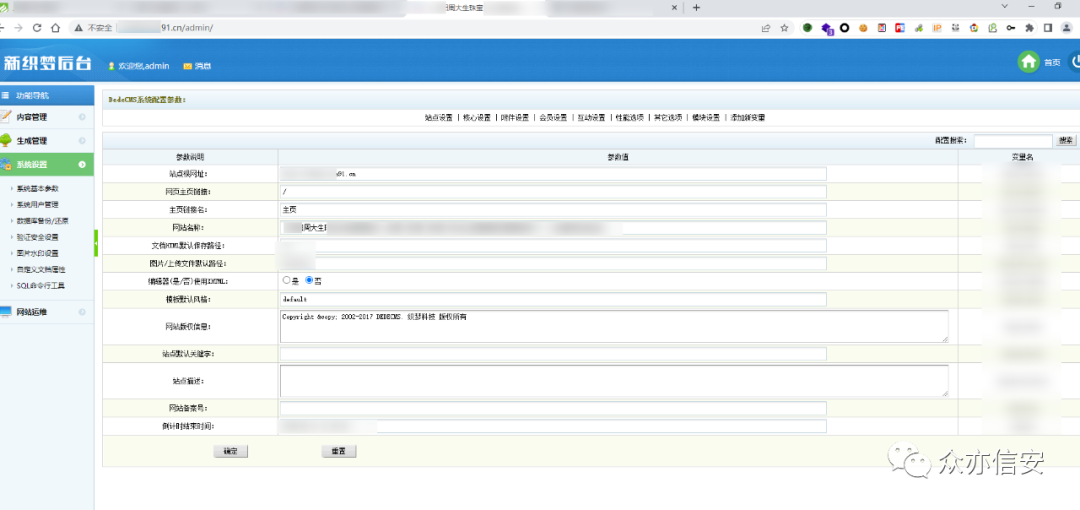 周大生珠宝
不安全
91.cn/admin/
新织梦后台
欢迎您,admin
消息
首页
功能导航
内容管理
生成管理
系统设置
系统基本参数
系统用户管理
数据库备份/还原
验证安全设置
图片水印设置
自定义文档属性
SQL命令行工具
网站运维
DedeCMS系统配置参数:
站点设置 | 核心设置 | 附件设置 | 会员设置 | 互动设置 | 性能选项 | 其它选项 | 模块设置 | 添加新变量
配置搜索: 搜索
参数说明 参数值 变量名
站点根网址: 91.cn
网页主页链接: /
主页链接名: 主页
网站名称: 周大生
文档HTML默认保存路径:
图片/上传文件默认路径:
编辑器(是/否)使用XHTML: 是 否
模板默认风格: default
网站版权信息: Copyright &copy; 2002-2017 DEDECMS. 织梦科技 版权所有
站点默认关键字:
站点描述:
网站备案号:
倒计时结束时间:
确定 重置
众亦信安